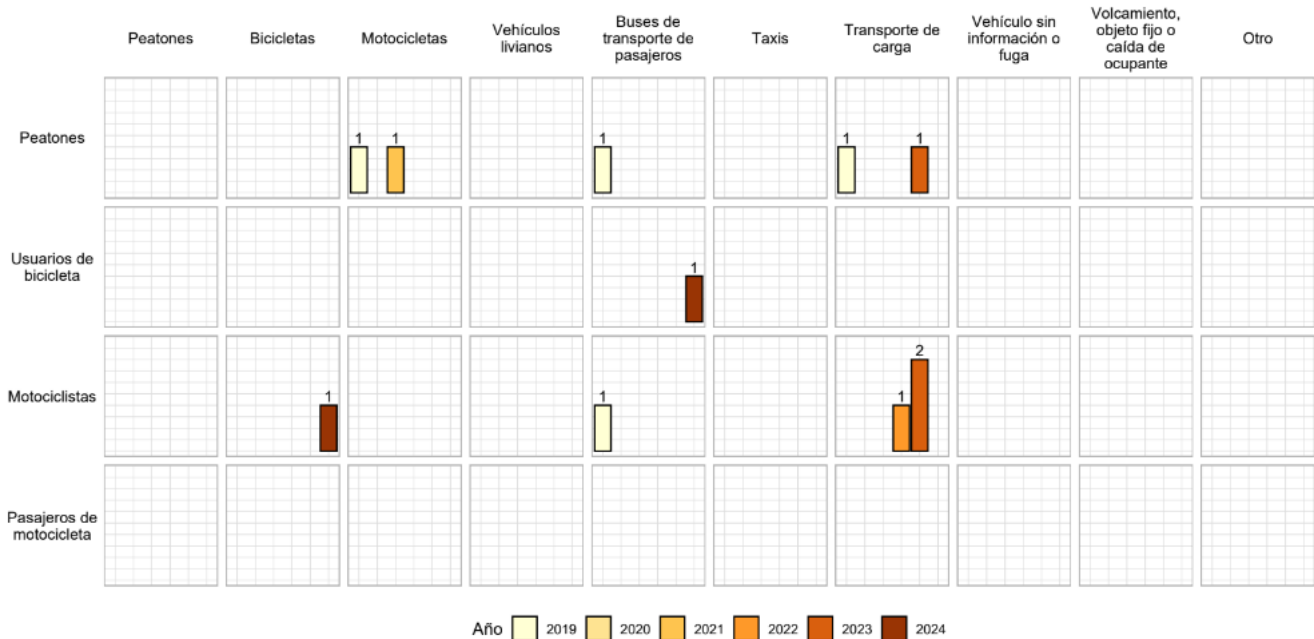 Peatones
Bicicletas
Motocicletas
Vehículos
livianos
Buses de
transporte de
pasajeros
Taxis
Transporte de
carga
Vehículo sin
información o
fuga
Volcamiento,
objeto fijo o
caída de
ocupante
Otro
Peatones
1
1
1
1
1
Usuarios de
bicicleta
1
Motociclistas
1
1
1
2
Pasajeros de
motocicleta
Año 2019 2020 2021 2022 2023 2024